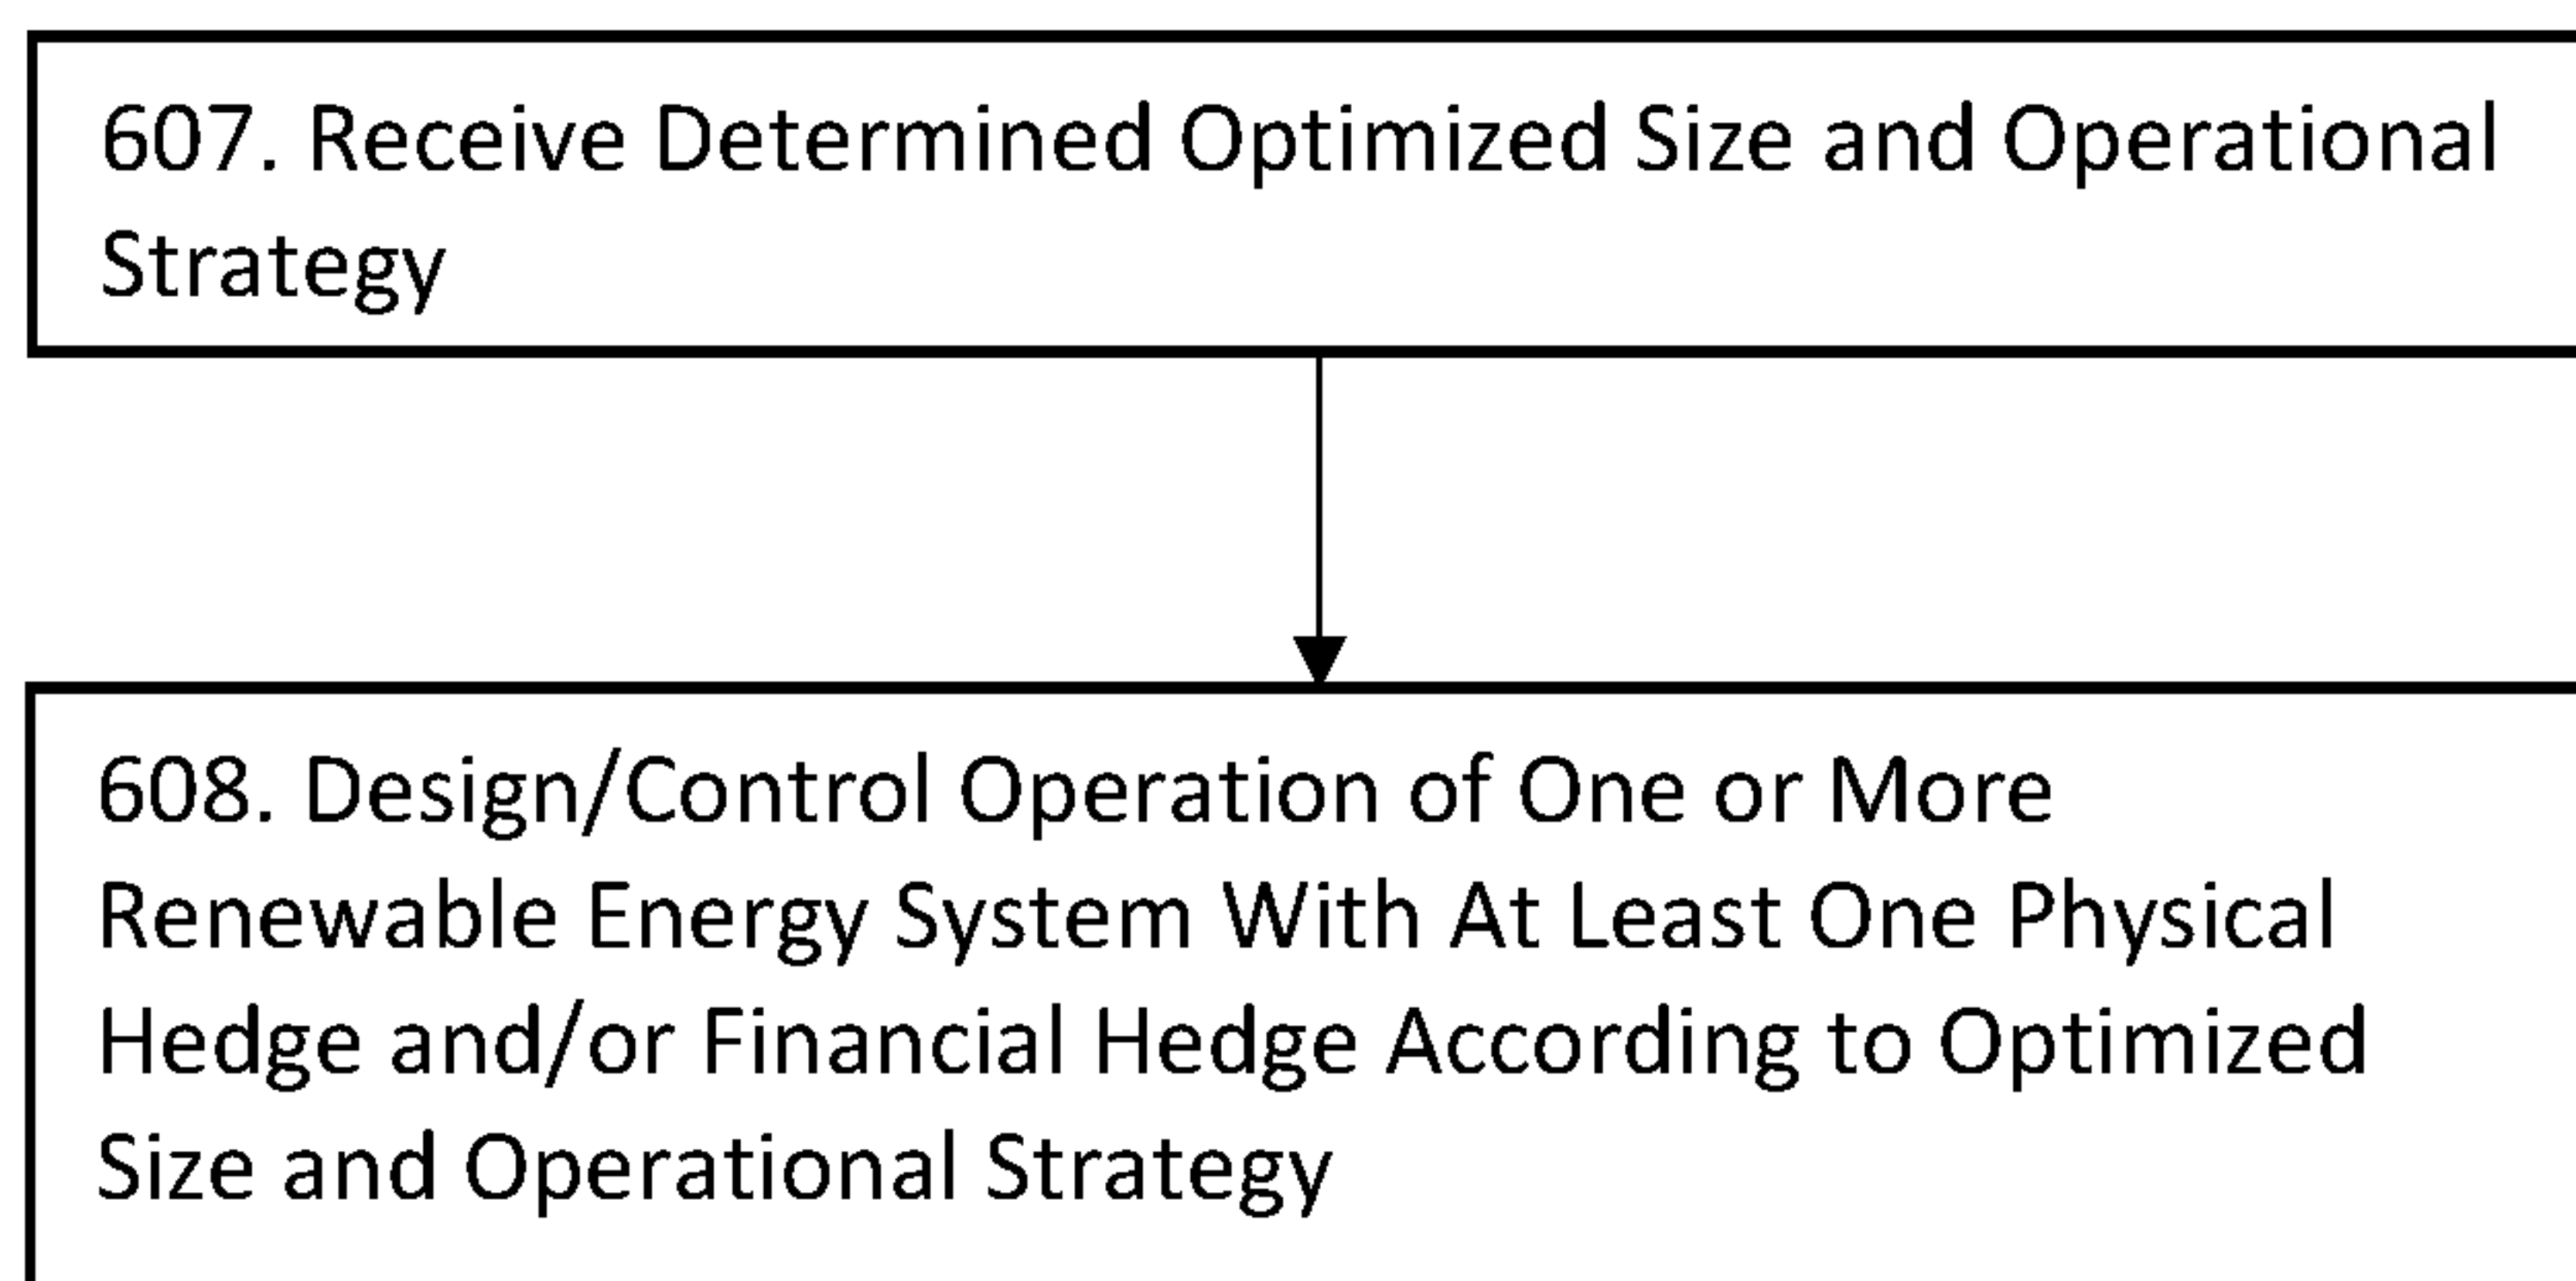 607. Receive Determined Optimized Size and Operational
Strategy
608. Design/Control Operation of One or More
Renewable Energy System With At Least One Physical
Hedge and/or Financial Hedge According to Optimized
Size and Operational Strategy